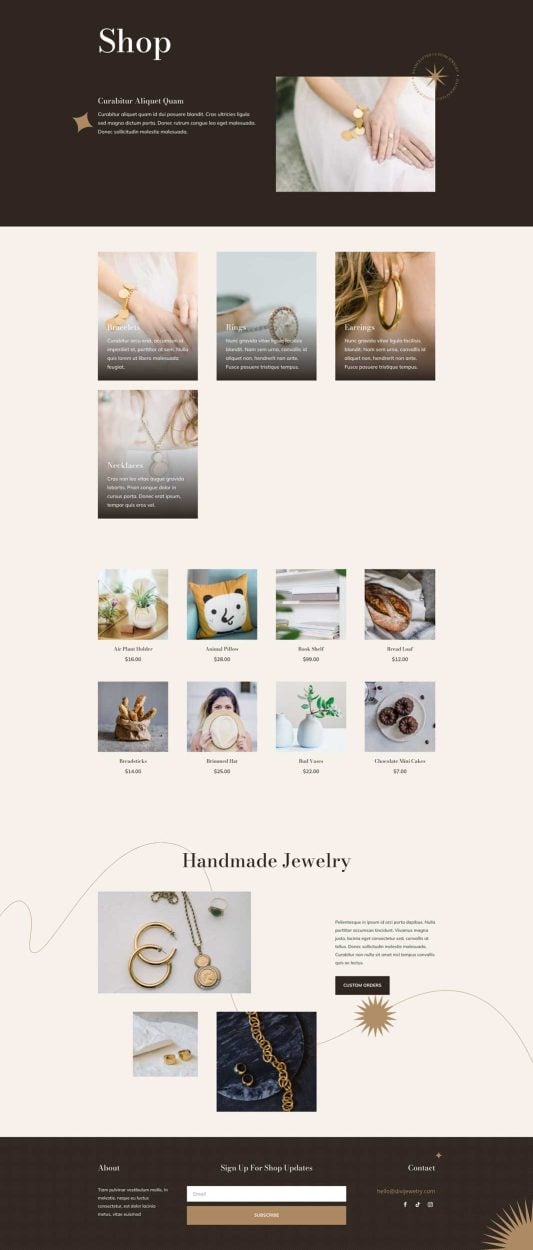 Shop
Curabitur Aliquet Quam
Curabitur aliquet quam id dui posuere blandit. Cras ultricies ligula
sed magna dictum porta. Donec rutrum congue leo eget malesuada.
Donec sollicitudin molestie malesuada.
Bracelets
Curabitur arcu erat, accumsan id
imperdiet et, porttitor at sem. Nulla
quis lorem ut libero malesuada
feugiat.
Rings
Nunc gravida vitae ligula facilisis
blandit. Nam sem urna, convallis id
aliquet non, hendrerit non ante.
Fusce posuere tristique tempus.
Earrings
Nunc gravida vitae ligula facilisis
blandit. Nam sem urna, convallis id
aliquet non, hendrerit non ante.
Fusce posuere tristique tempus.
Necklaces
Cras non leo vitae augue gravida
lobortis. Proin congue dolor in
cursus porta. Donec erat ipsum,
tempor quis eros vel.
Air Plant Holder
$16.00
Animal Pillow
$28.00
Book Shelf
$99.00
Bread Loaf
$12.00
Breadsticks
$14.00
Brimmed Hat
$25.00
Bud Vases
$22.00
Chocolate Mini Cakes
$7.00
Handmade Jewelry
Pellentesque in ipsum id orci porta dapibus. Nulla
porttitor accumsan tincidunt. Vivamus magna
justo, lacinia eget consectetur sed, convallis at
tellus. Donec sollicitudin molestie malesuada.
Curabitur non nulla sit amet nisl tempus convallis
quis ac lectus.
CUSTOM ORDERS
About
Nam pulvinar vestibulum mollis. In
molestie, neque eu luctus
consectetur, est dolor lacinia
metus, vitae euismod
Sign Up For Shop Updates
Email
SUBSCRIBE
Contact
hello@divijewelry.com